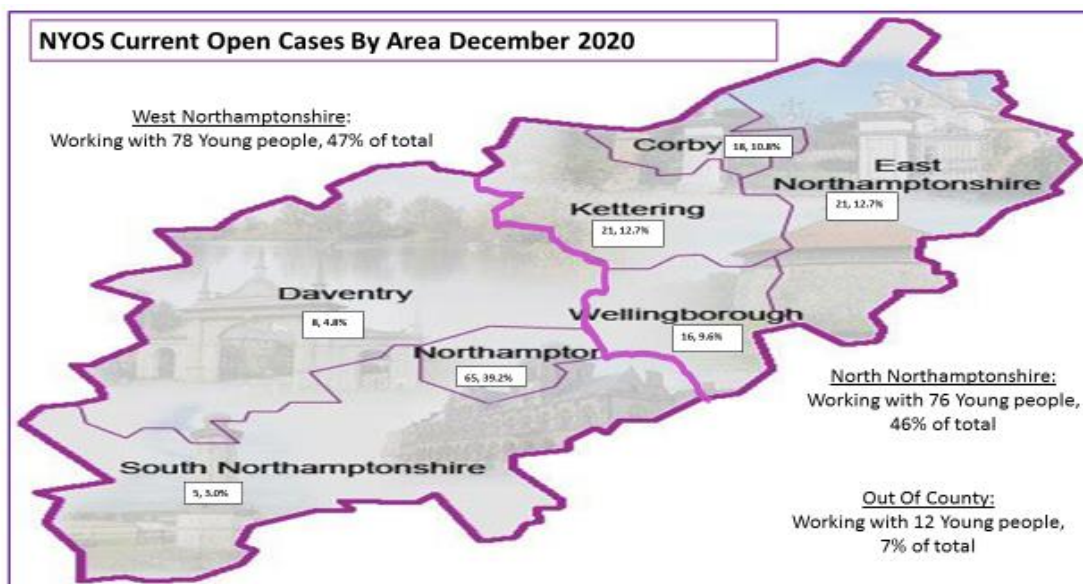 NYOS Current Open Cases By Area December 2020
West Northamptonshire:
Working with 78 Young people, 47% of total
Corby
18, 10.8%
East
Northamptonshire
21, 12.7%
Kettering
21, 12.7%
Daventry
8, 4.8%
Wellingborough
16, 9.6%
Northampton
65, 39.2%
North Northamptonshire:
Working with 76 Young people,
46% of total
South Northamptonshire
5, 3.0%
Out Of County:
Working with 12 Young people,
7% of total